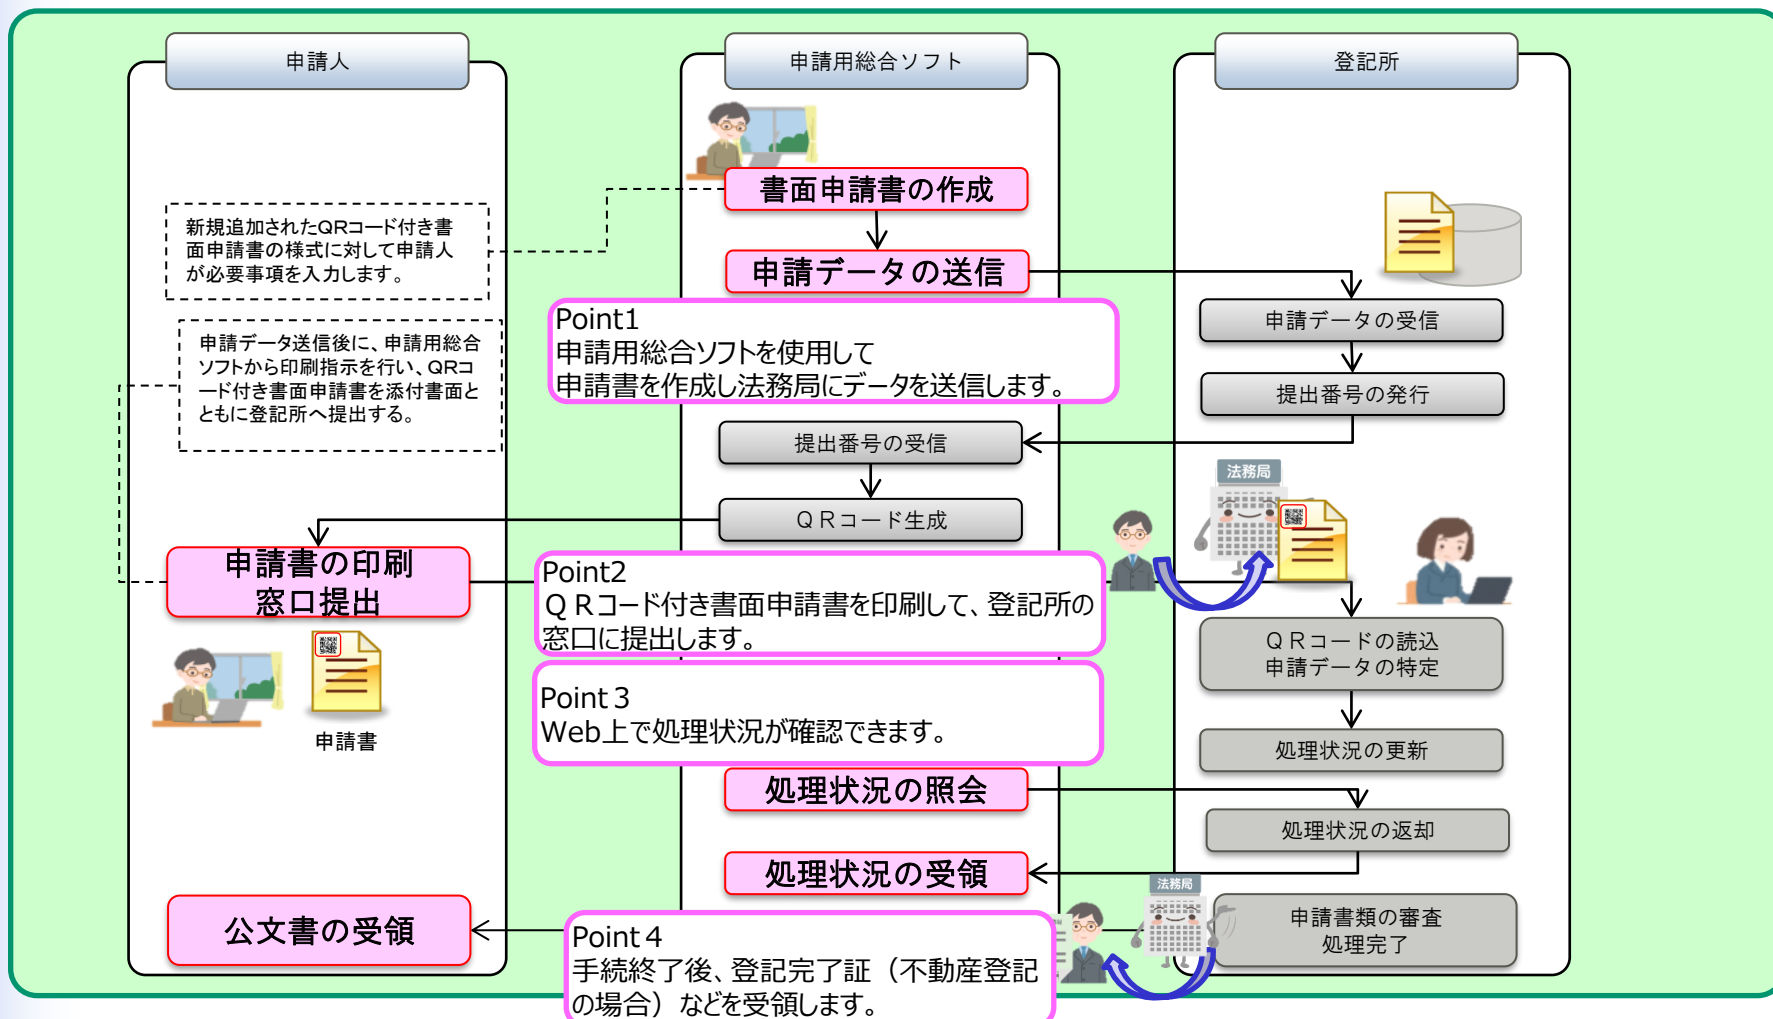 申請人
申請用総合ソフト
登記所
書面申請書の作成
新規追加されたQRコード付き書
面申請書の様式に対して申請人
が必要事項を入力します。
申請データの送信
Point1
申請用総合ソフトを使用して
申請書を作成し法務局にデータを送信します。
申請データの受信
申請データ送信後に、申請用総合
ソフトから印刷指示を行い、QRコ
ード付き書面申請書を添付書面と
ともに登記所へ提出する。
提出番号の発行
提出番号の受信
法務局
ＱＲコード生成
申請書の印刷
窓口提出
Point2
ＱＲコード付き書面申請書を印刷して、登記所の
窓口に提出します。
ＱＲコードの読込
申請データの特定
申請書
Point３
Web上で処理状況が確認できます。
処理状況の更新
処理状況の照会
処理状況の返却
処理状況の受領
法務局
公文書の受領
申請書類の審査
処理完了
Point４
手続終了後、登記完了証（不動産登記
の場合）などを受領します。